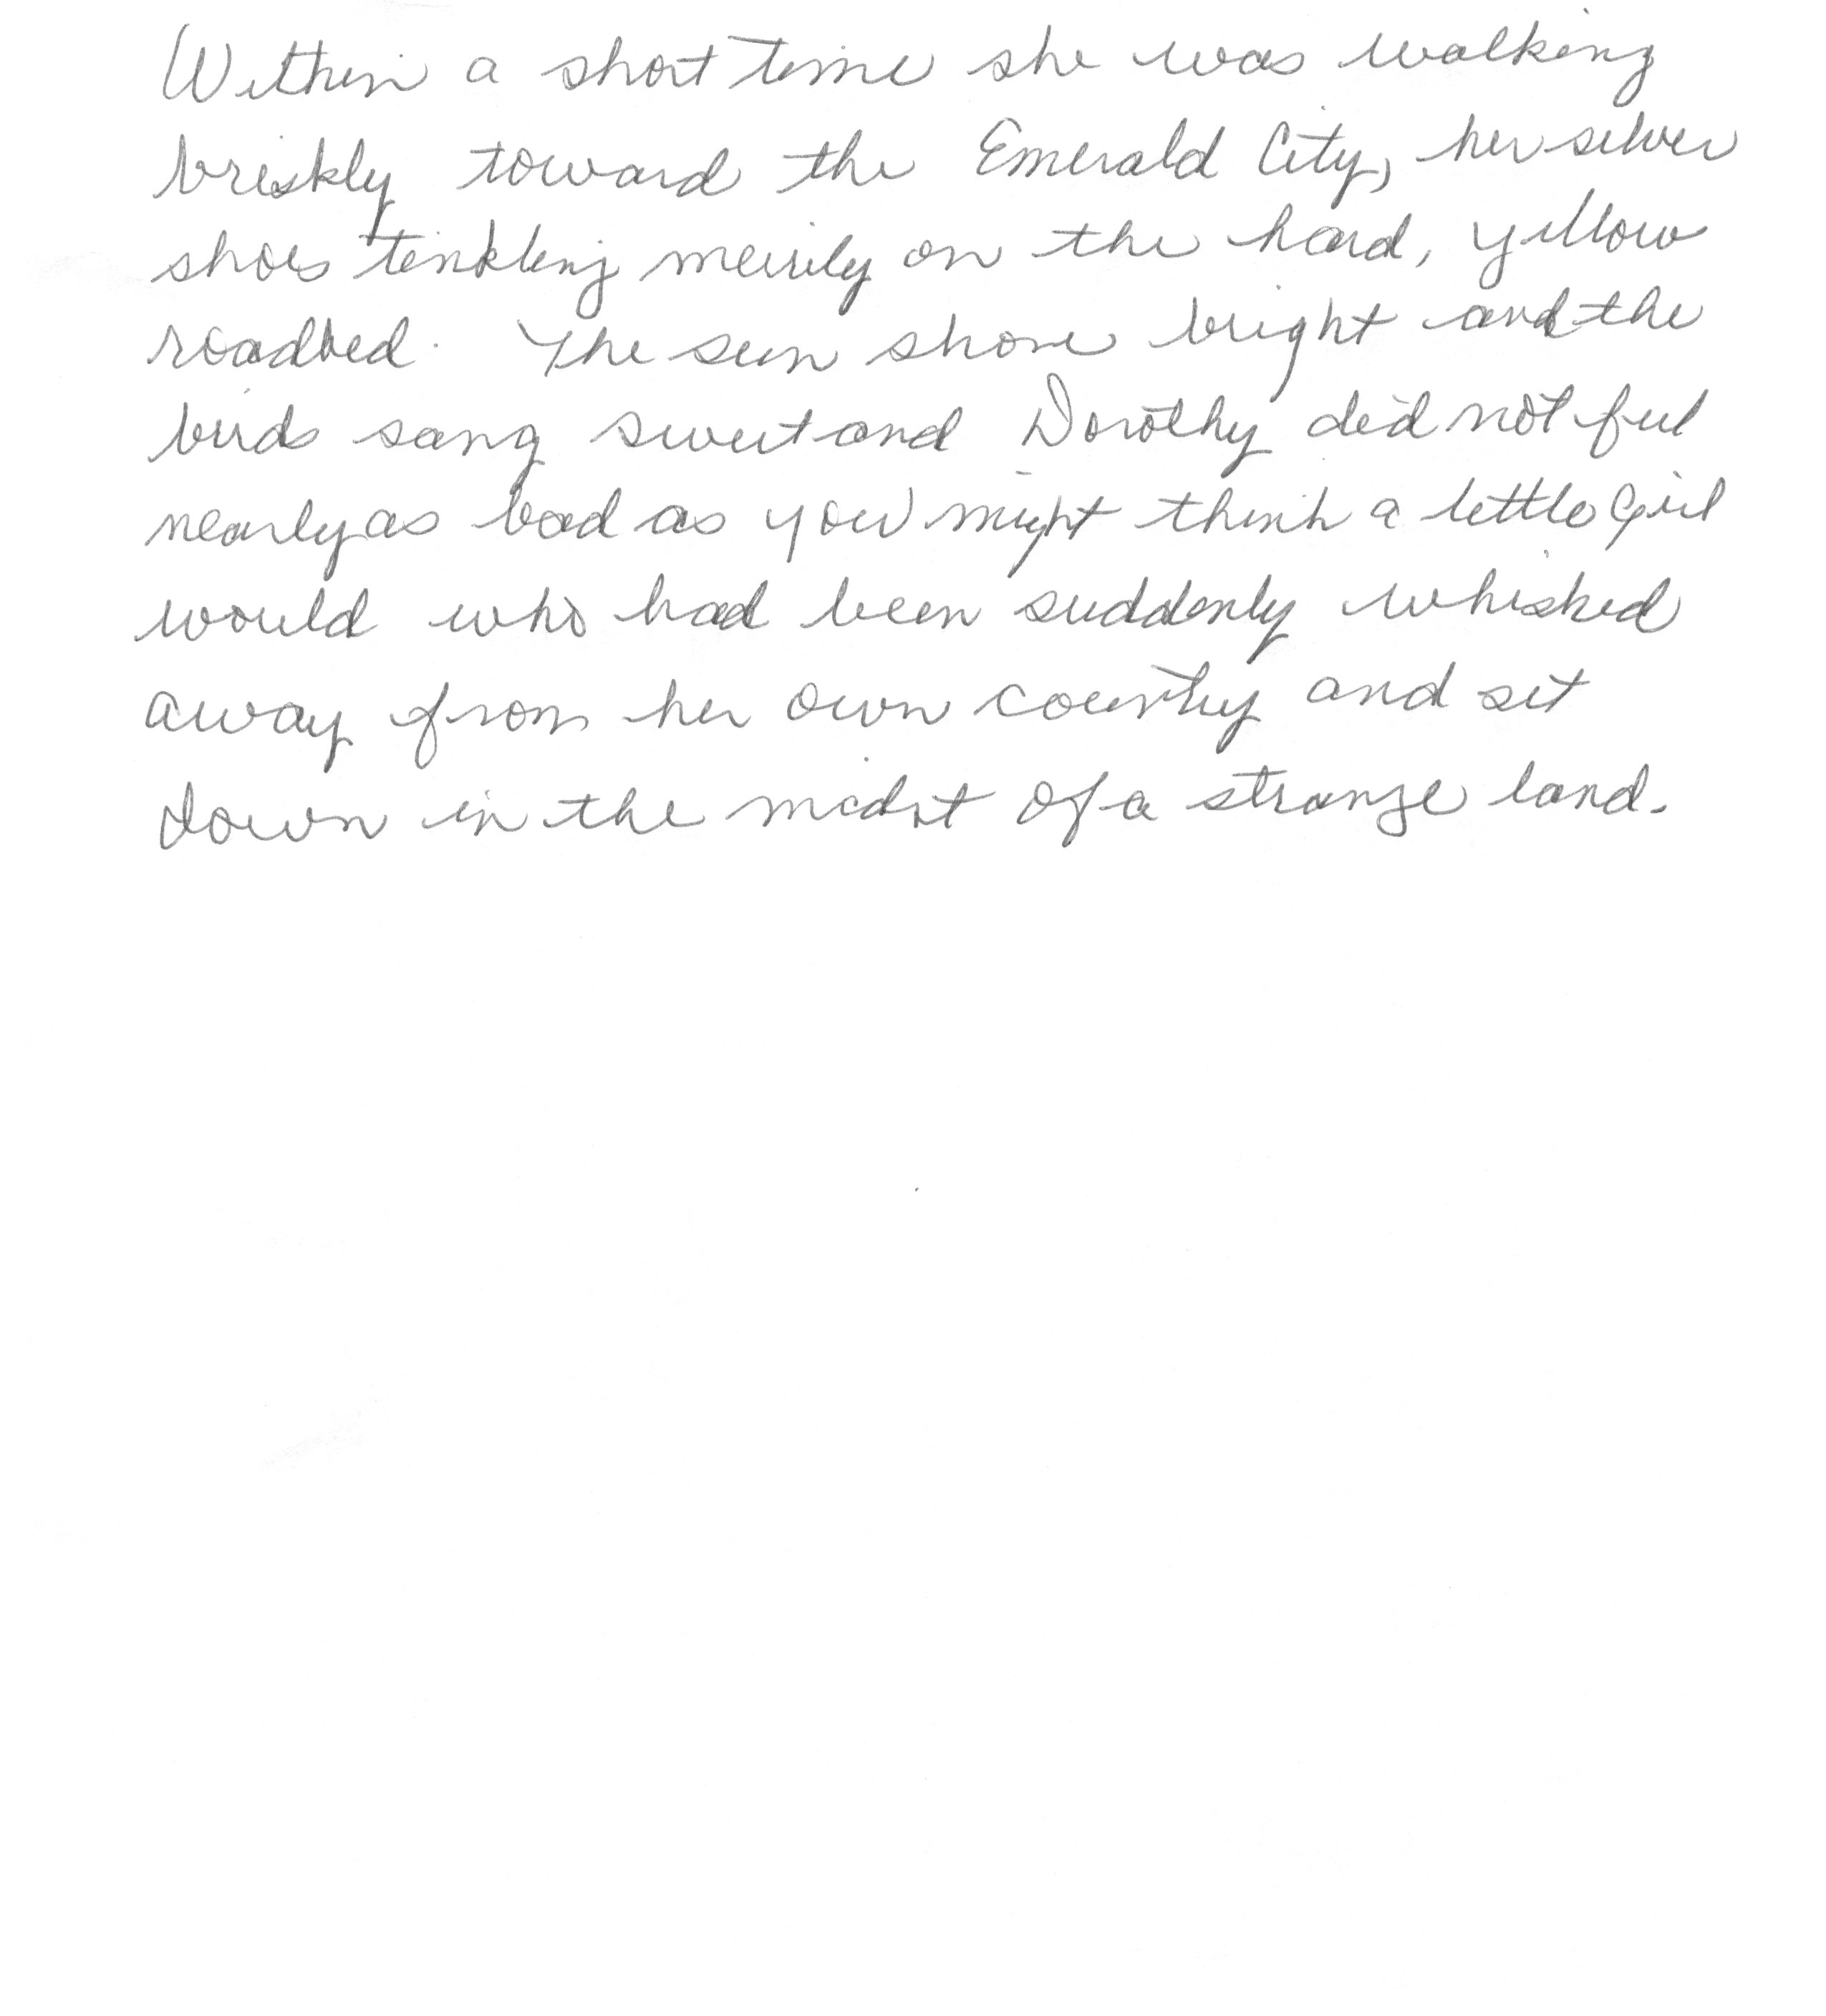 Within a short time she was walking
briskly toward the Emerald City, her silver
shoes tinkling merrily on the hard, yellow
roadbed. The sun shone bright and the
birds sang sweet and Dorothy did not feel
nearly as bad as you might think a little girl
would who had been suddenly whisked
away from her own country and set
down in the midst of a strange land.